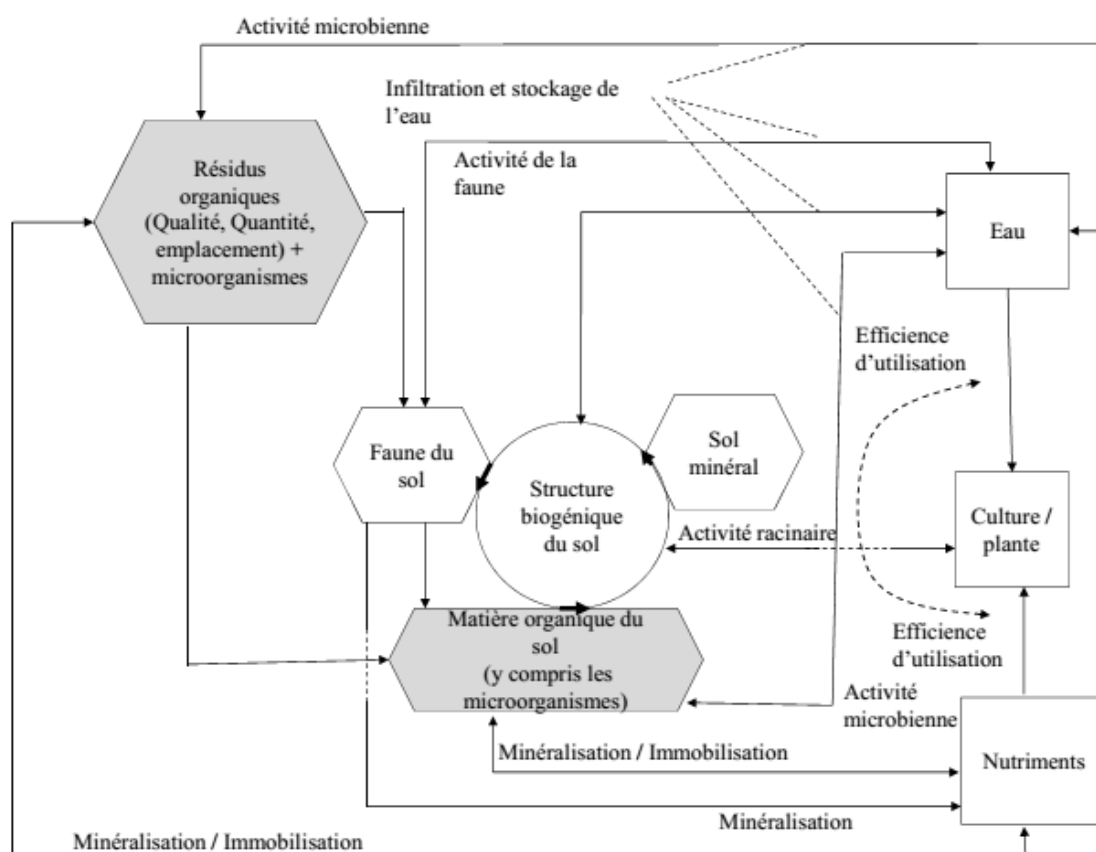 Activité microbienne
Infiltration et stockage de
l'eau
Activité de la
faune
Résidus
organiques
(Qualité, Quantité,
emplacement) +
microorganismes
Eau
Efficience
d'utilisation
Faune du
sol
Sol
minéral
Structure
biogénique
du sol
Activité racinaire
Culture /
plante
Matière organique du
sol
(y compris les
microorganismes)
Efficience
d'utilisation
Activité
microbienne
Minéralisation / Immobilisation
Nutriments
Minéralisation
Minéralisation / Immobilisation